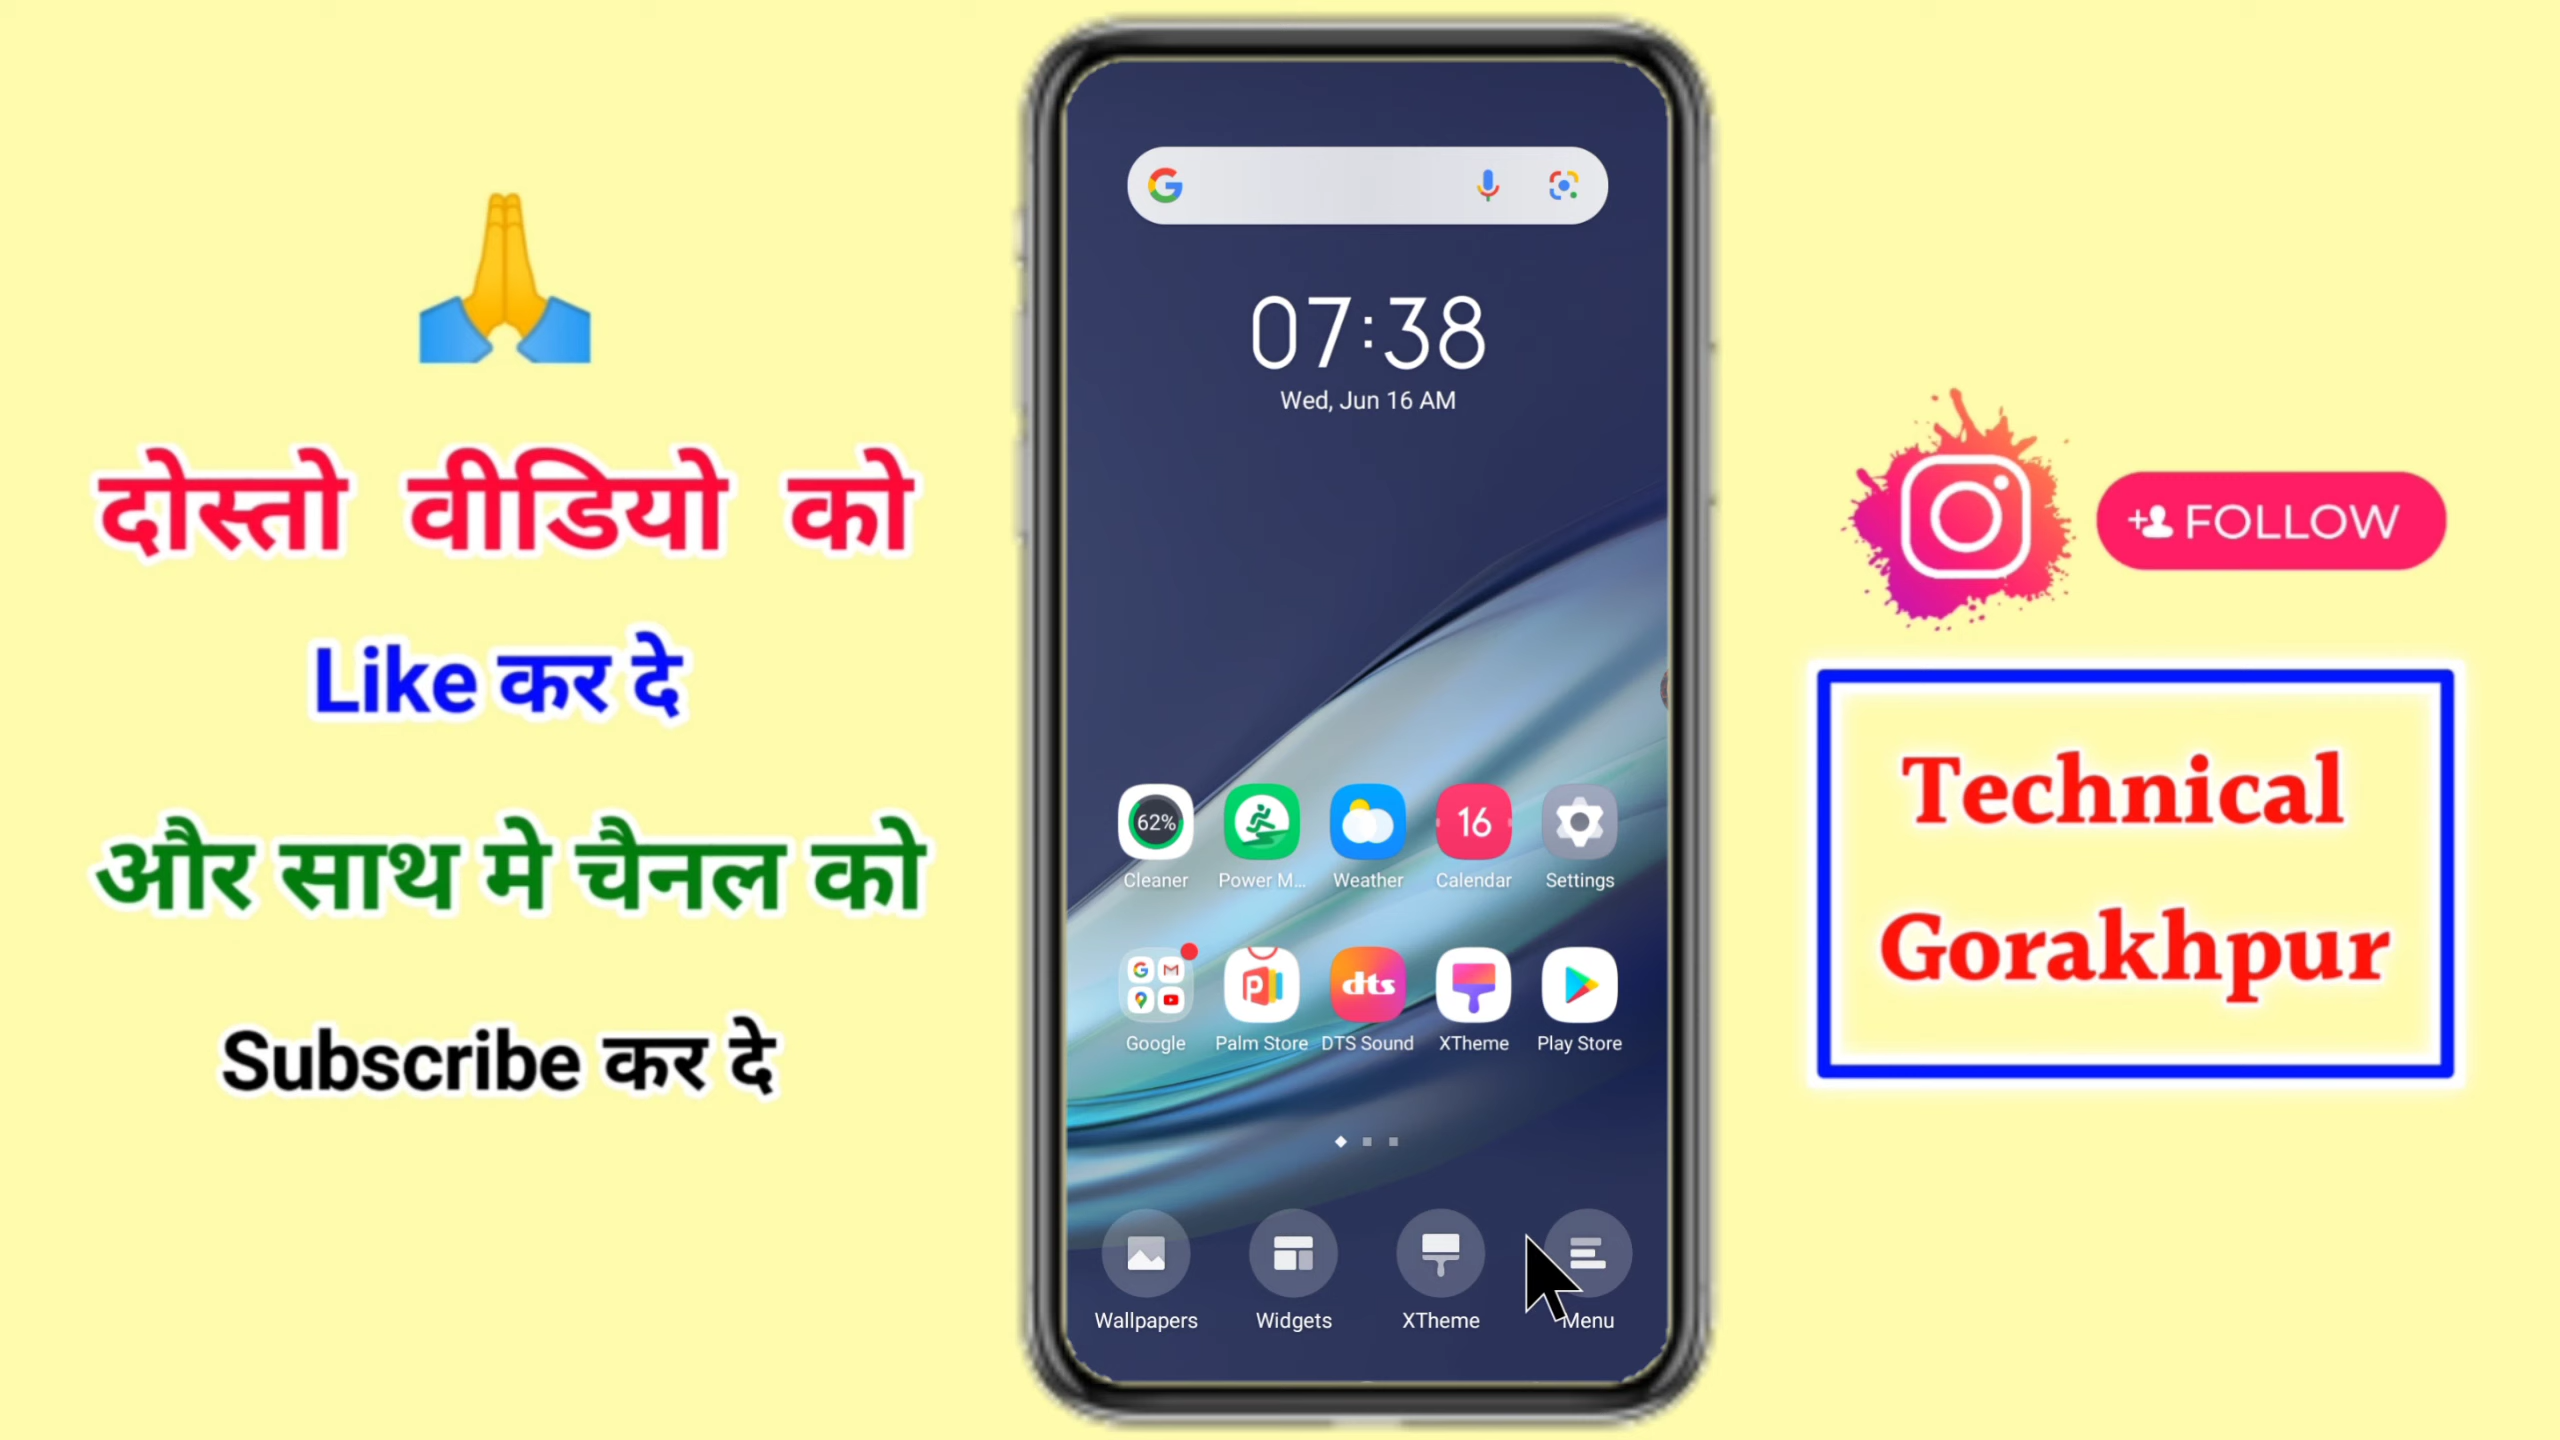 दोस्तो वीडियो को
Like कर दे
और साथ मे चैनल को
Subscribe कर दे
07:38
Wed, Jun 16 AM
62%
16
Cleaner Power M... Weather Calendar Settings
dts
Google Palm Store DTS Sound XTheme Play Store
Wallpapers Widgets XTheme Menu
FOLLOW
Technical
Gorakhpur